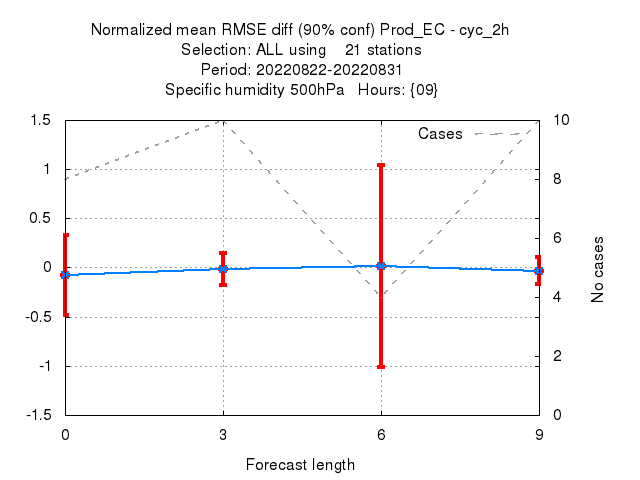 Normalized mean RMSE diff (90% conf) Prod_EC - cyc_2h
Selection: ALL using 21 stations
Period: 20220822-20220831
Specific humidity 500hPa Hours: {09}
1.5
1
0.5
0
-0.5
-1
-1.5
10
8
6
4
2
0
Cases
No cases
0 3 6 9
Forecast length